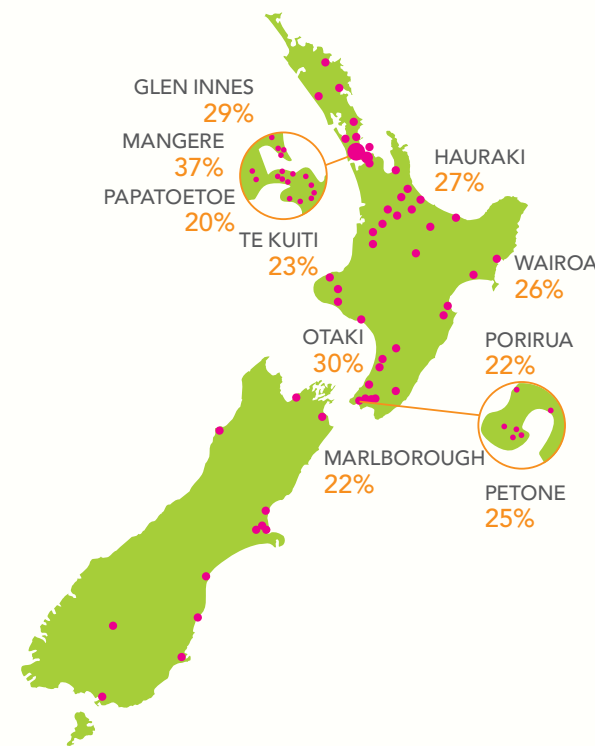 GLEN INNES
29%
MANGERE
37%
PAPATOETOE
20%
HAURAKI
27%
TE KUITI
23%
WAIROA
26%
OTAKI
30%
PORIRUA
22%
MARLBOROUGH
22%
PETONE
25%